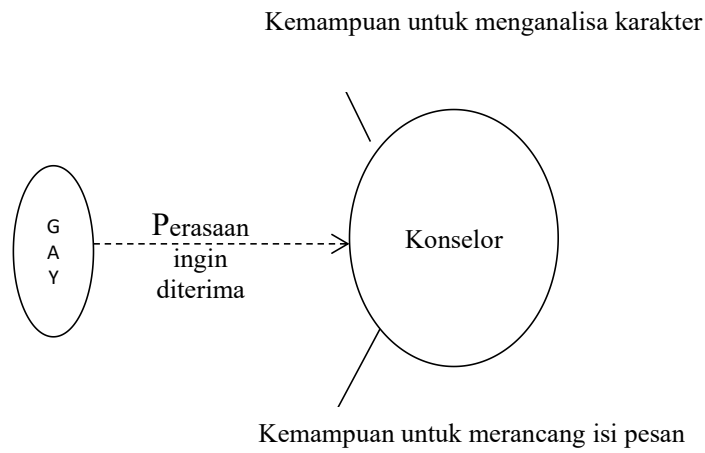 Kemampuan untuk menganalisa karakter
G
A
Y
Perasaan
ingin
diterima
Konselor
Kemampuan untuk merancang isi pesan